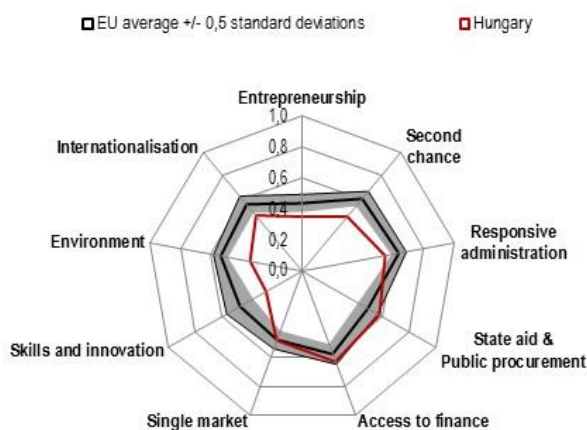 EU average +/- 0,5 standard deviations
Hungary
Entrepreneurship
1,0
0,8
0,6
0,4
0,2
0,0
Second
chance
Responsive
administration
State aid &
Public procurement
Access to finance
Single market
Skills and innovation
Environment
Internationalisation